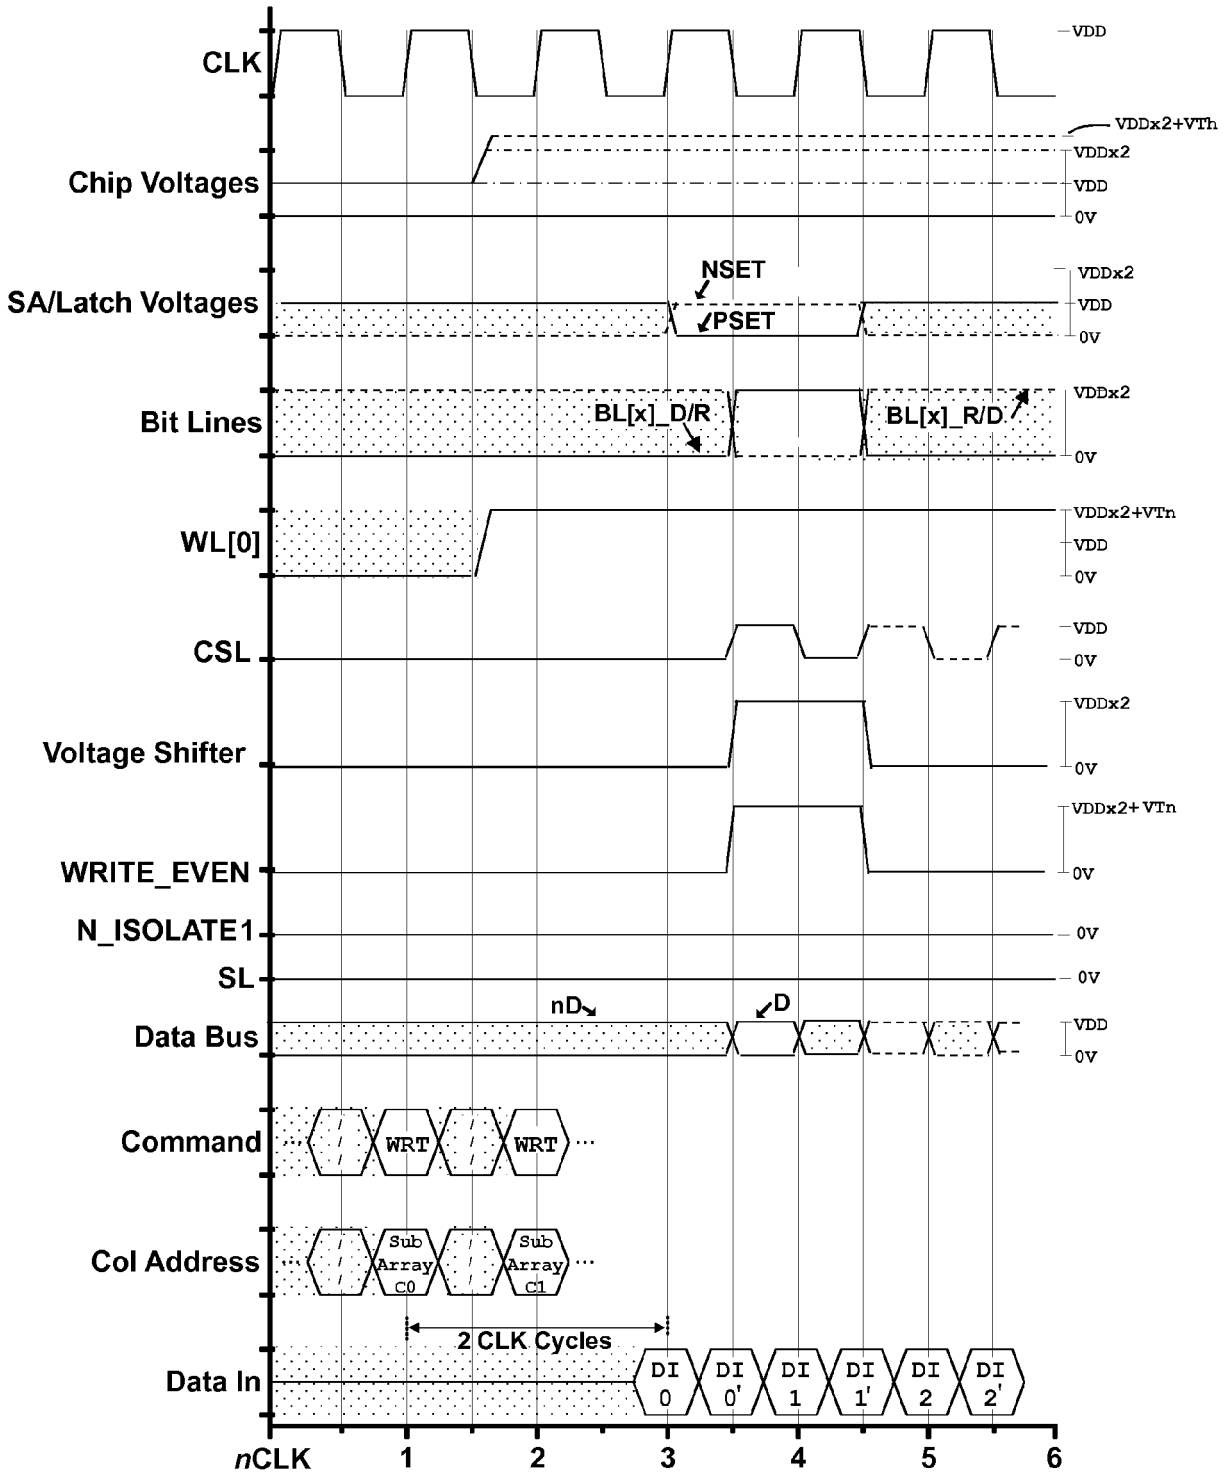 CLK
VDD
Chip Voltages
VDDx2+VTh
VDDx2
VDD
0V
SA/Latch Voltages
NSET
PSET
VDDx2
VDD
0V
Bit Lines
BL[x]_D/R
BL[x]_R/D
VDDx2
0V
WL[0]
VDDx2+VTn
VDD
0V
CSL
VDD
0V
Voltage Shifter
VDDx2
0V
WRITE_EVEN
VDDx2+VTn
0V
N_ISOLATE1
0V
SL
0V
Data Bus
nD
D
VDD
0V
Command
... / WRT / WRT ...
Col Address
... / Sub Array C0 / Sub Array C1 ...
2 CLK Cycles
Data In
DI 0
DI 0'
DI 1
DI 1'
DI 2
DI 2'
nCLK 1 2 3 4 5 6